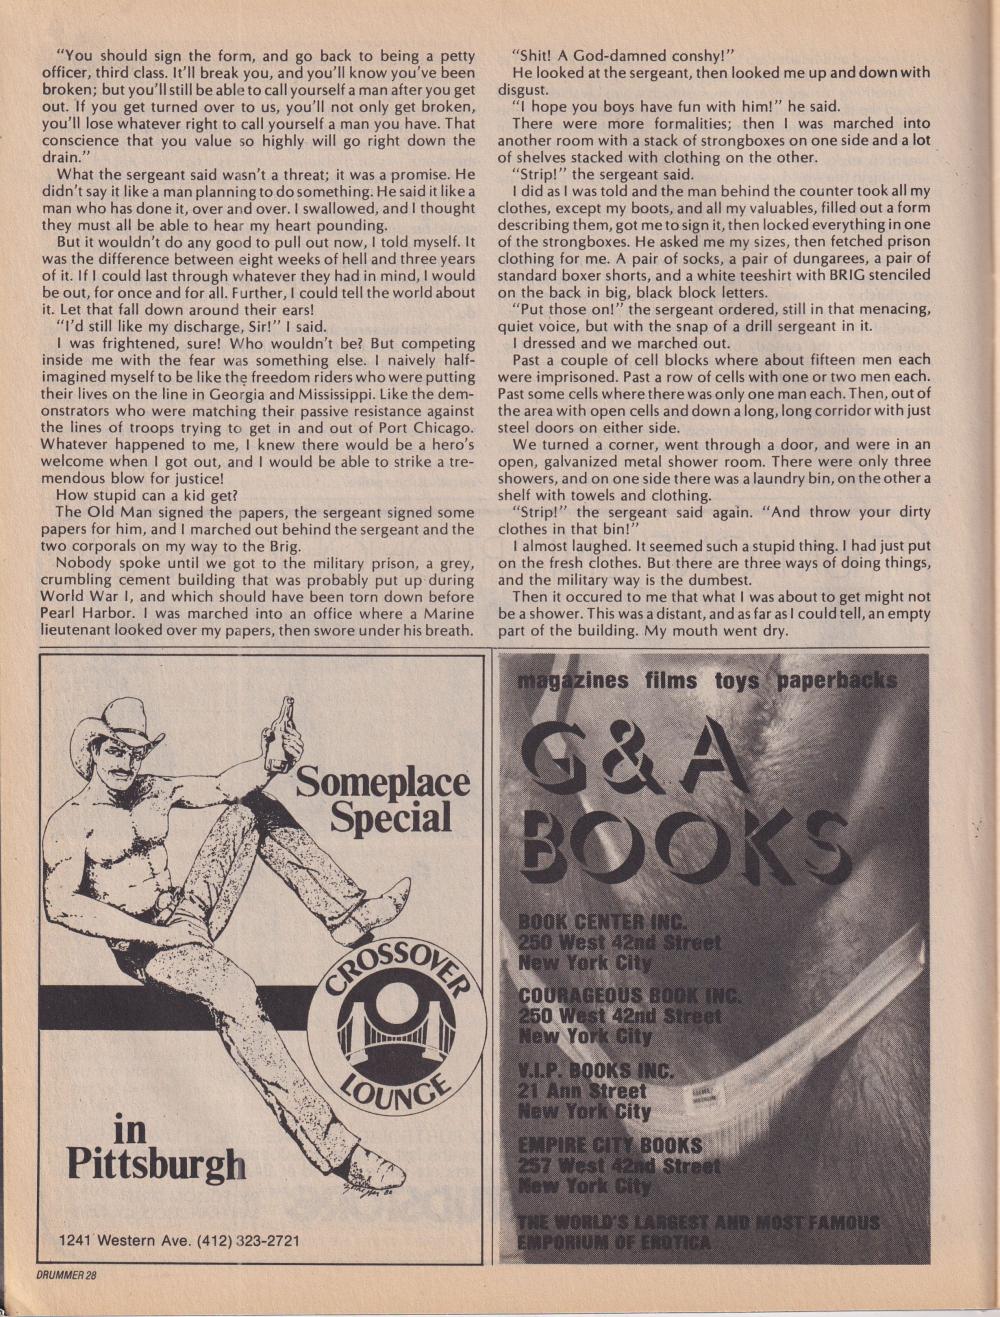 "You should sign the form, and go back to being a petty
officer, third class. It'll break you, and you'll know you've been
broken; but you'll still be able to call yourself a man after you get
out. If you get turned over to us, you'll not only get broken,
you'll lose whatever right to call yourself a man you have. That
conscience that you value so highly will go right down the
drain."
What the sergeant said wasn't a threat; it was a promise. He
didn't say it like a man planning to do something. He said it like a
man who has done it, over and over. I swallowed, and I thought
they must all be able to hear my heart pounding.
But it wouldn't do any good to pull out now, I told myself. It
was the difference between eight weeks of hell and three years
of it. If I could last through whatever they had in mind, I would
be out, for once and for all. Further, I could tell the world about
it. Let that fall down around their ears!
"I'd still like my discharge, Sir!" I said.
I was frightened, sure! Who wouldn't be? But competing
inside me with the fear was something else. I naively half-
imagined myself to be like the freedom riders who were putting
their lives on the line in Georgia and Mississippi. Like the dem-
onstrators who were matching their passive resistance against
the lines of troops trying to get in and out of Port Chicago.
Whatever happened to me, I knew there would be a hero's
welcome when I got out, and I would be able to strike a tre-
mendous blow for justice!
How stupid can a kid get?
The Old Man signed the papers, the sergeant signed some
papers for him, and I marched out behind the sergeant and the
two corporals on my way to the Brig.
Nobody spoke until we got to the military prison, a grey,
crumbling cement building that was probably put up during
World War I, and which should have been torn down before
Pearl Harbor. I was marched into an office where a Marine
lieutenant looked over my papers, then swore under his breath.
"Shit! A God-damned conshy!"
He looked at the sergeant, then looked me up and down with
disgust.
"I hope you boys have fun with him!" he said.
There were more formalities; then I was marched into
another room with a stack of strongboxes on one side and a lot
of shelves stacked with clothing on the other.
"Strip!" the sergeant said.
I did as I was told and the man behind the counter took all my
clothes, except my boots, and all my valuables, filled out a form
describing them, got me to sign it, then locked everything in one
of the strongboxes. He asked me my sizes, then fetched prison
clothing for me. A pair of socks, a pair of dungarees, a pair of
standard boxer shorts, and a white teeshirt with BRIG stenciled
on the back in big, black block letters.
"Put those on!" the sergeant ordered, still in that menacing,
quiet voice, but with the snap of a drill sergeant in it.
I dressed and we marched out.
Past a couple of cell blocks where about fifteen men each
were imprisoned. Past a row of cells with one or two men each.
Past some cells where there was only one man each. Then, out of
the area with open cells and down a long, long corridor with just
steel doors on either side.
We turned a corner, went through a door, and were in an
open, galvanized metal shower room. There were only three
showers, and on one side there was a laundry bin, on the other a
shelf with towels and clothing.
"Strip!" the sergeant said again. "And throw your dirty
clothes in that bin!"
I almost laughed. It seemed such a stupid thing. I had just put
on the fresh clothes. But there are three ways of doing things,
and the military way is the dumbest.
Then it occured to me that what I was about to get might not
be a shower. This was a distant, and as far as I could tell, an empty
part of the building. My mouth went dry.
Someplace
Special
CROSSOVER
LOUNGE
in
Pittsburgh
1241 Western Ave. (412) 323-2721
magazines films toys paperbacks
G&A
BOOKS
BOOK CENTER INC.
250 West 42nd Street
New York City
COURAGEOUS BOOK INC.
250 West 42nd Street
New York City
V.I.P. BOOKS INC.
21 Ann Street
New York City
EMPIRE CITY BOOKS
257 West 42nd Street
New York City
THE WORLD'S LARGEST AND MOST FAMOUS
EMPORIUM OF EROTICA
DRUMMER 28